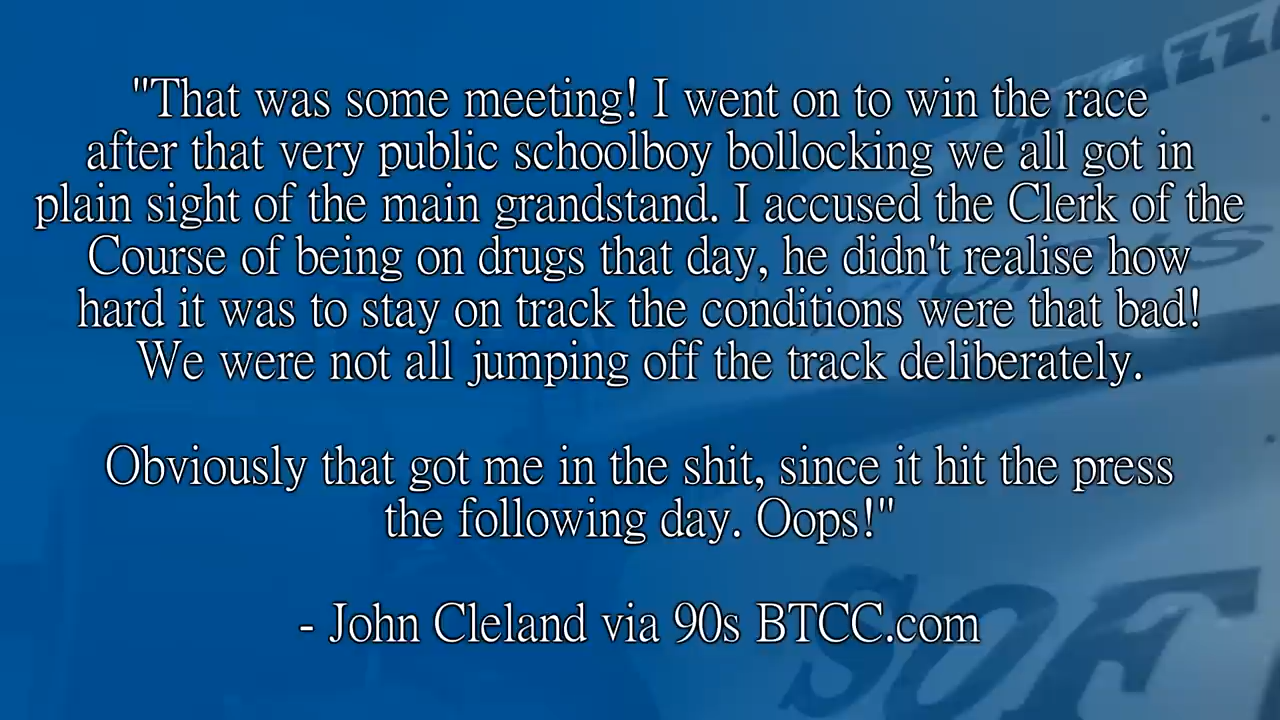 "That was some meeting! I went on to win the race
after that very public schoolboy bollocking we all got in
plain sight of the main grandstand. I accused the Clerk of the
Course of being on drugs that day, he didn't realise how
hard it was to stay on track the conditions were that bad!
We were not all jumping off the track deliberately.
Obviously that got me in the shit, since it hit the press
the following day. Oops!"
- John Cleland via 90s BTCC.com